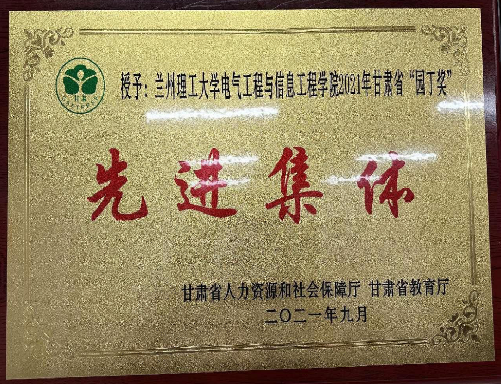 授予：兰州理工大学电气工程与信息工程学院2021年甘肃省“园丁奖”
先进集体
甘肃省人力资源和社会保障厅 甘肃省教育厅
二〇二一年九月